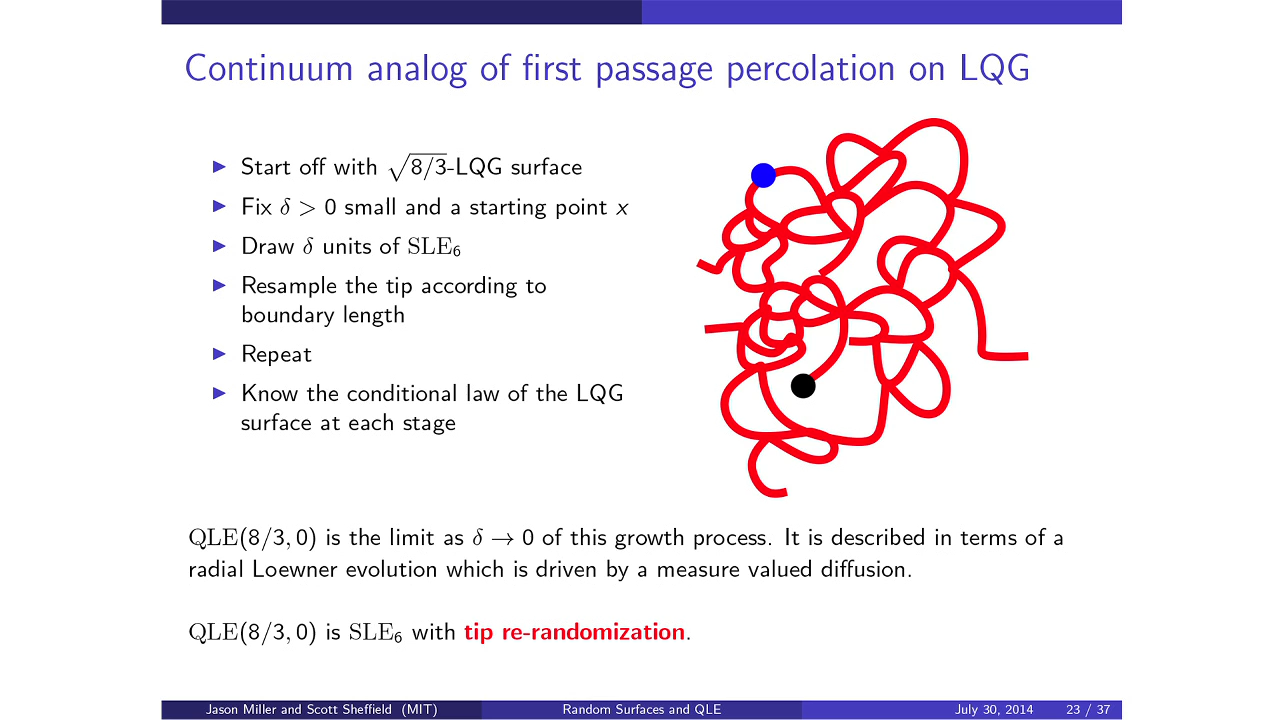 Continuum analog of first passage percolation on LQG
▶ Start off with √8/3-LQG surface
▶ Fix δ > 0 small and a starting point x
▶ Draw δ units of SLE₆
▶ Resample the tip according to
boundary length
▶ Repeat
▶ Know the conditional law of the LQG
surface at each stage
QLE(8/3, 0) is the limit as δ → 0 of this growth process. It is described in terms of a
radial Loewner evolution which is driven by a measure valued diffusion.
QLE(8/3, 0) is SLE₆ with tip re-randomization.
Jason Miller and Scott Sheffield (MIT) Random Surfaces and QLE July 30, 2014 23 / 37